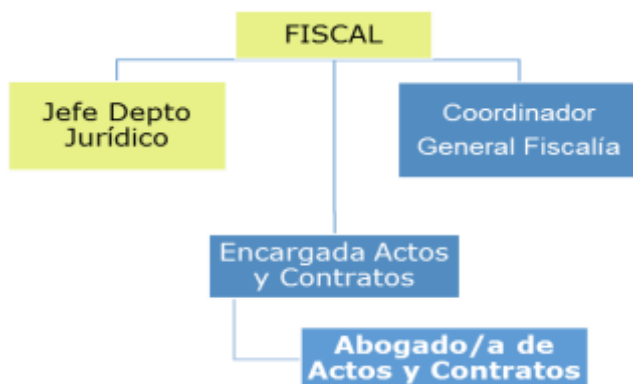 FISCAL
Jefe Depto
Jurídico
Coordinador
General Fiscalía
Encargada Actos
y Contratos
Abogado/a de
Actos y Contratos